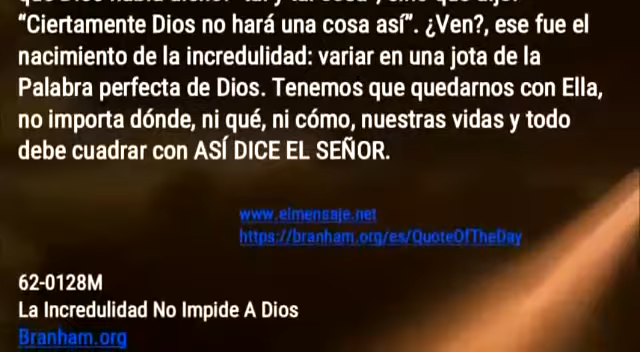 “Ciertamente Dios no hará una cosa así”. ¿Ven?, ese fue el
nacimiento de la incredulidad: variar en una jota de la
Palabra perfecta de Dios. Tenemos que quedarnos con Ella,
no importa dónde, ni qué, ni cómo, nuestras vidas y todo
debe cuadrar con ASÍ DICE EL SEÑOR.
www.elmensaje.net
https://branham.org/es/QuoteOfTheDay
62-0128M
La Incredulidad No Impide A Dios
Branham.org